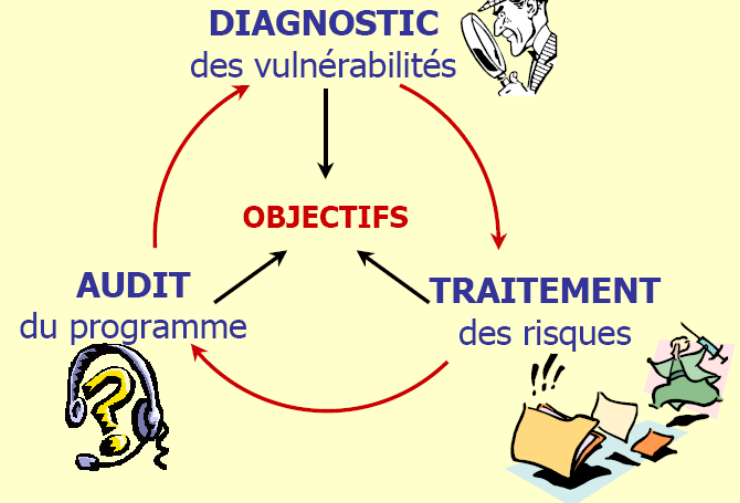 DIAGNOSTIC
des vulnérabilités
OBJECTIFS
AUDIT
du programme
TRAITEMENT
des risques